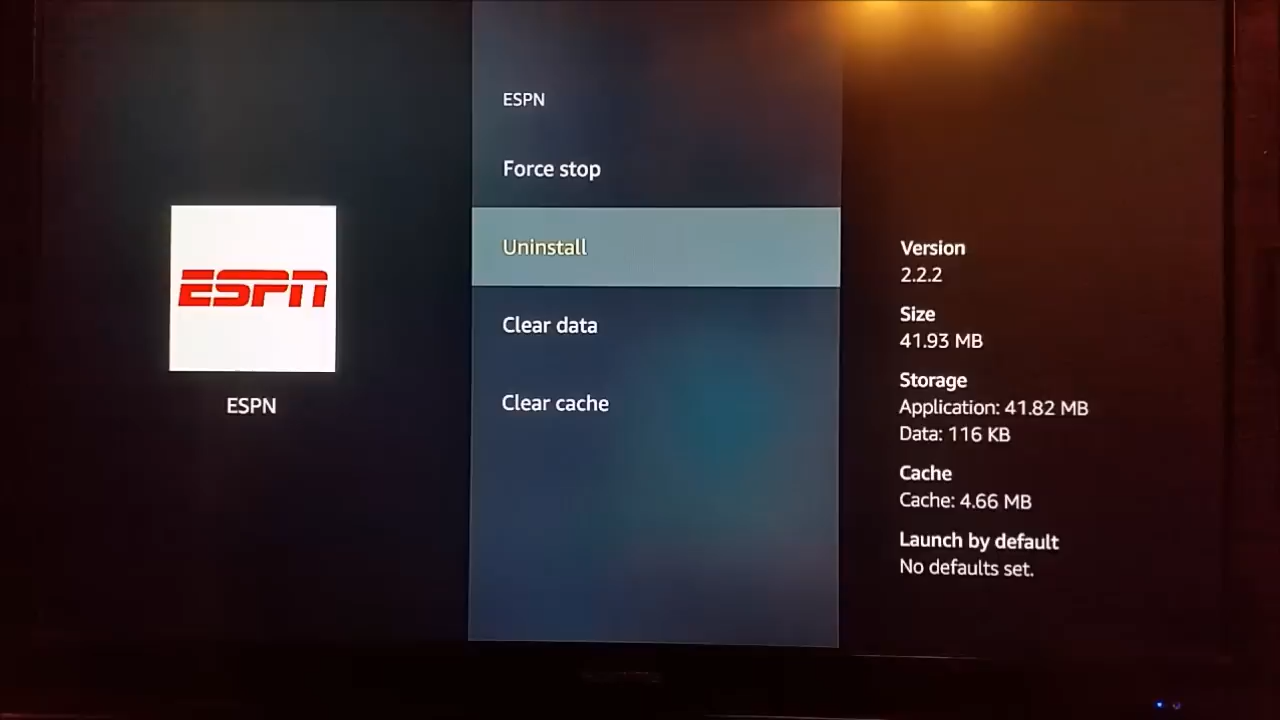 ESPN
Force stop
Uninstall
Clear data
Clear cache
ESPN
ESPN
Version
2.2.2
Size
41.93 MB
Storage
Application: 41.82 MB
Data: 116 KB
Cache
Cache: 4.66 MB
Launch by default
No defaults set.